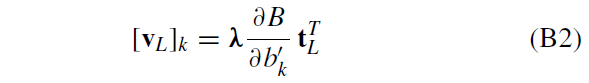 [𝐯_L]_k = 𝛌 ∂B/∂b′_k 𝐭_L^T (B2)